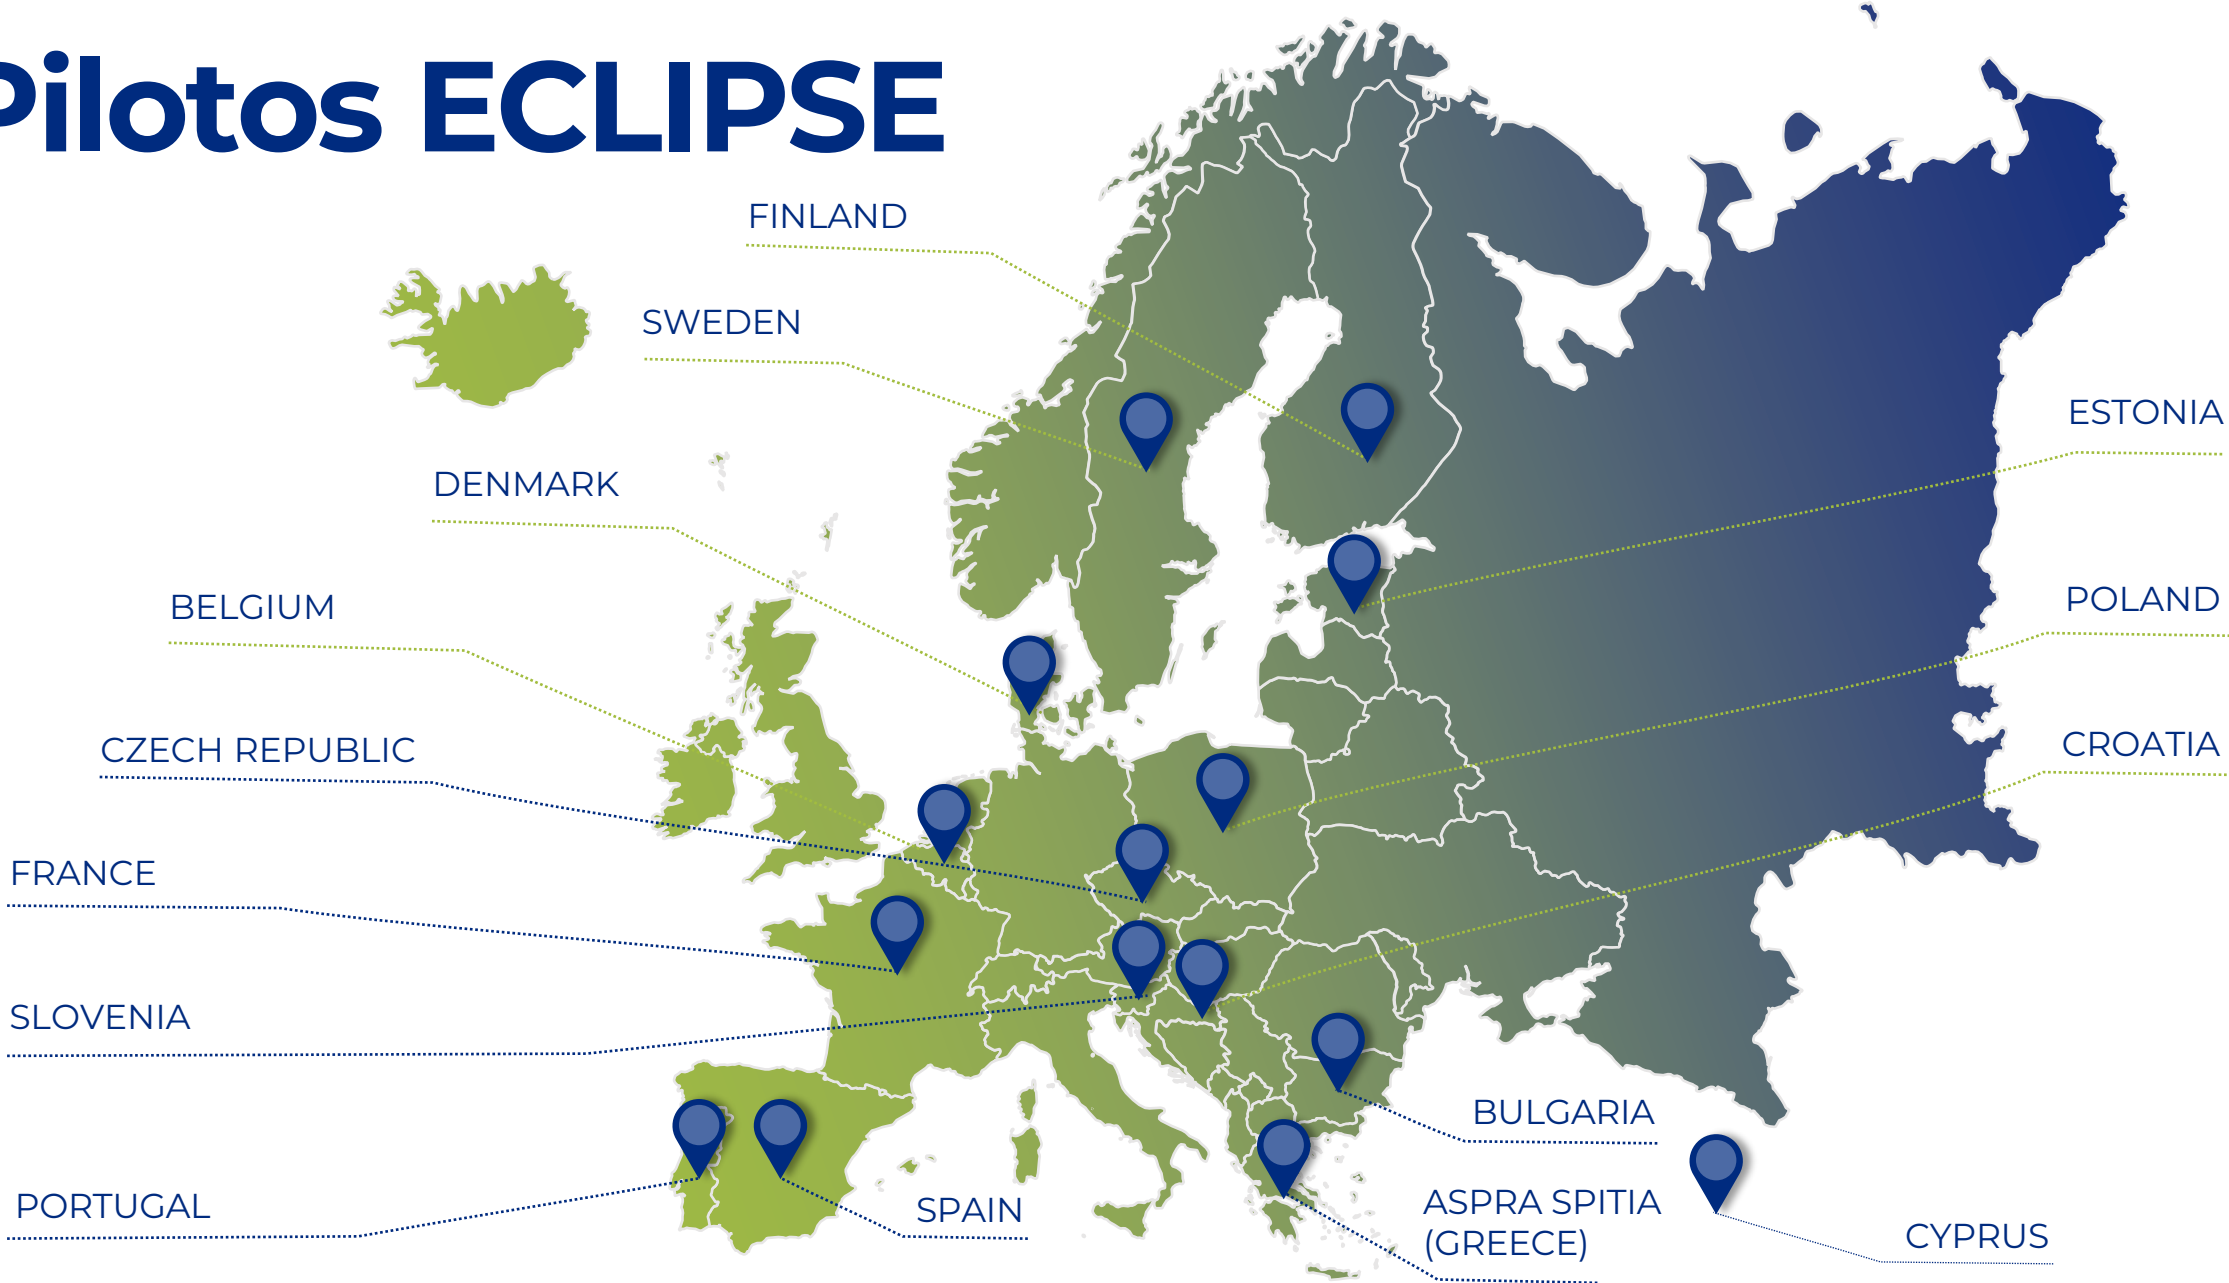 Pilotos ECLIPSE
FINLAND
SWEDEN
ESTONIA
DENMARK
BELGIUM
POLAND
CZECH REPUBLIC
CROATIA
FRANCE
SLOVENIA
BULGARIA
PORTUGAL
SPAIN
ASPRA SPITIA
(GREECE)
CYPRUS